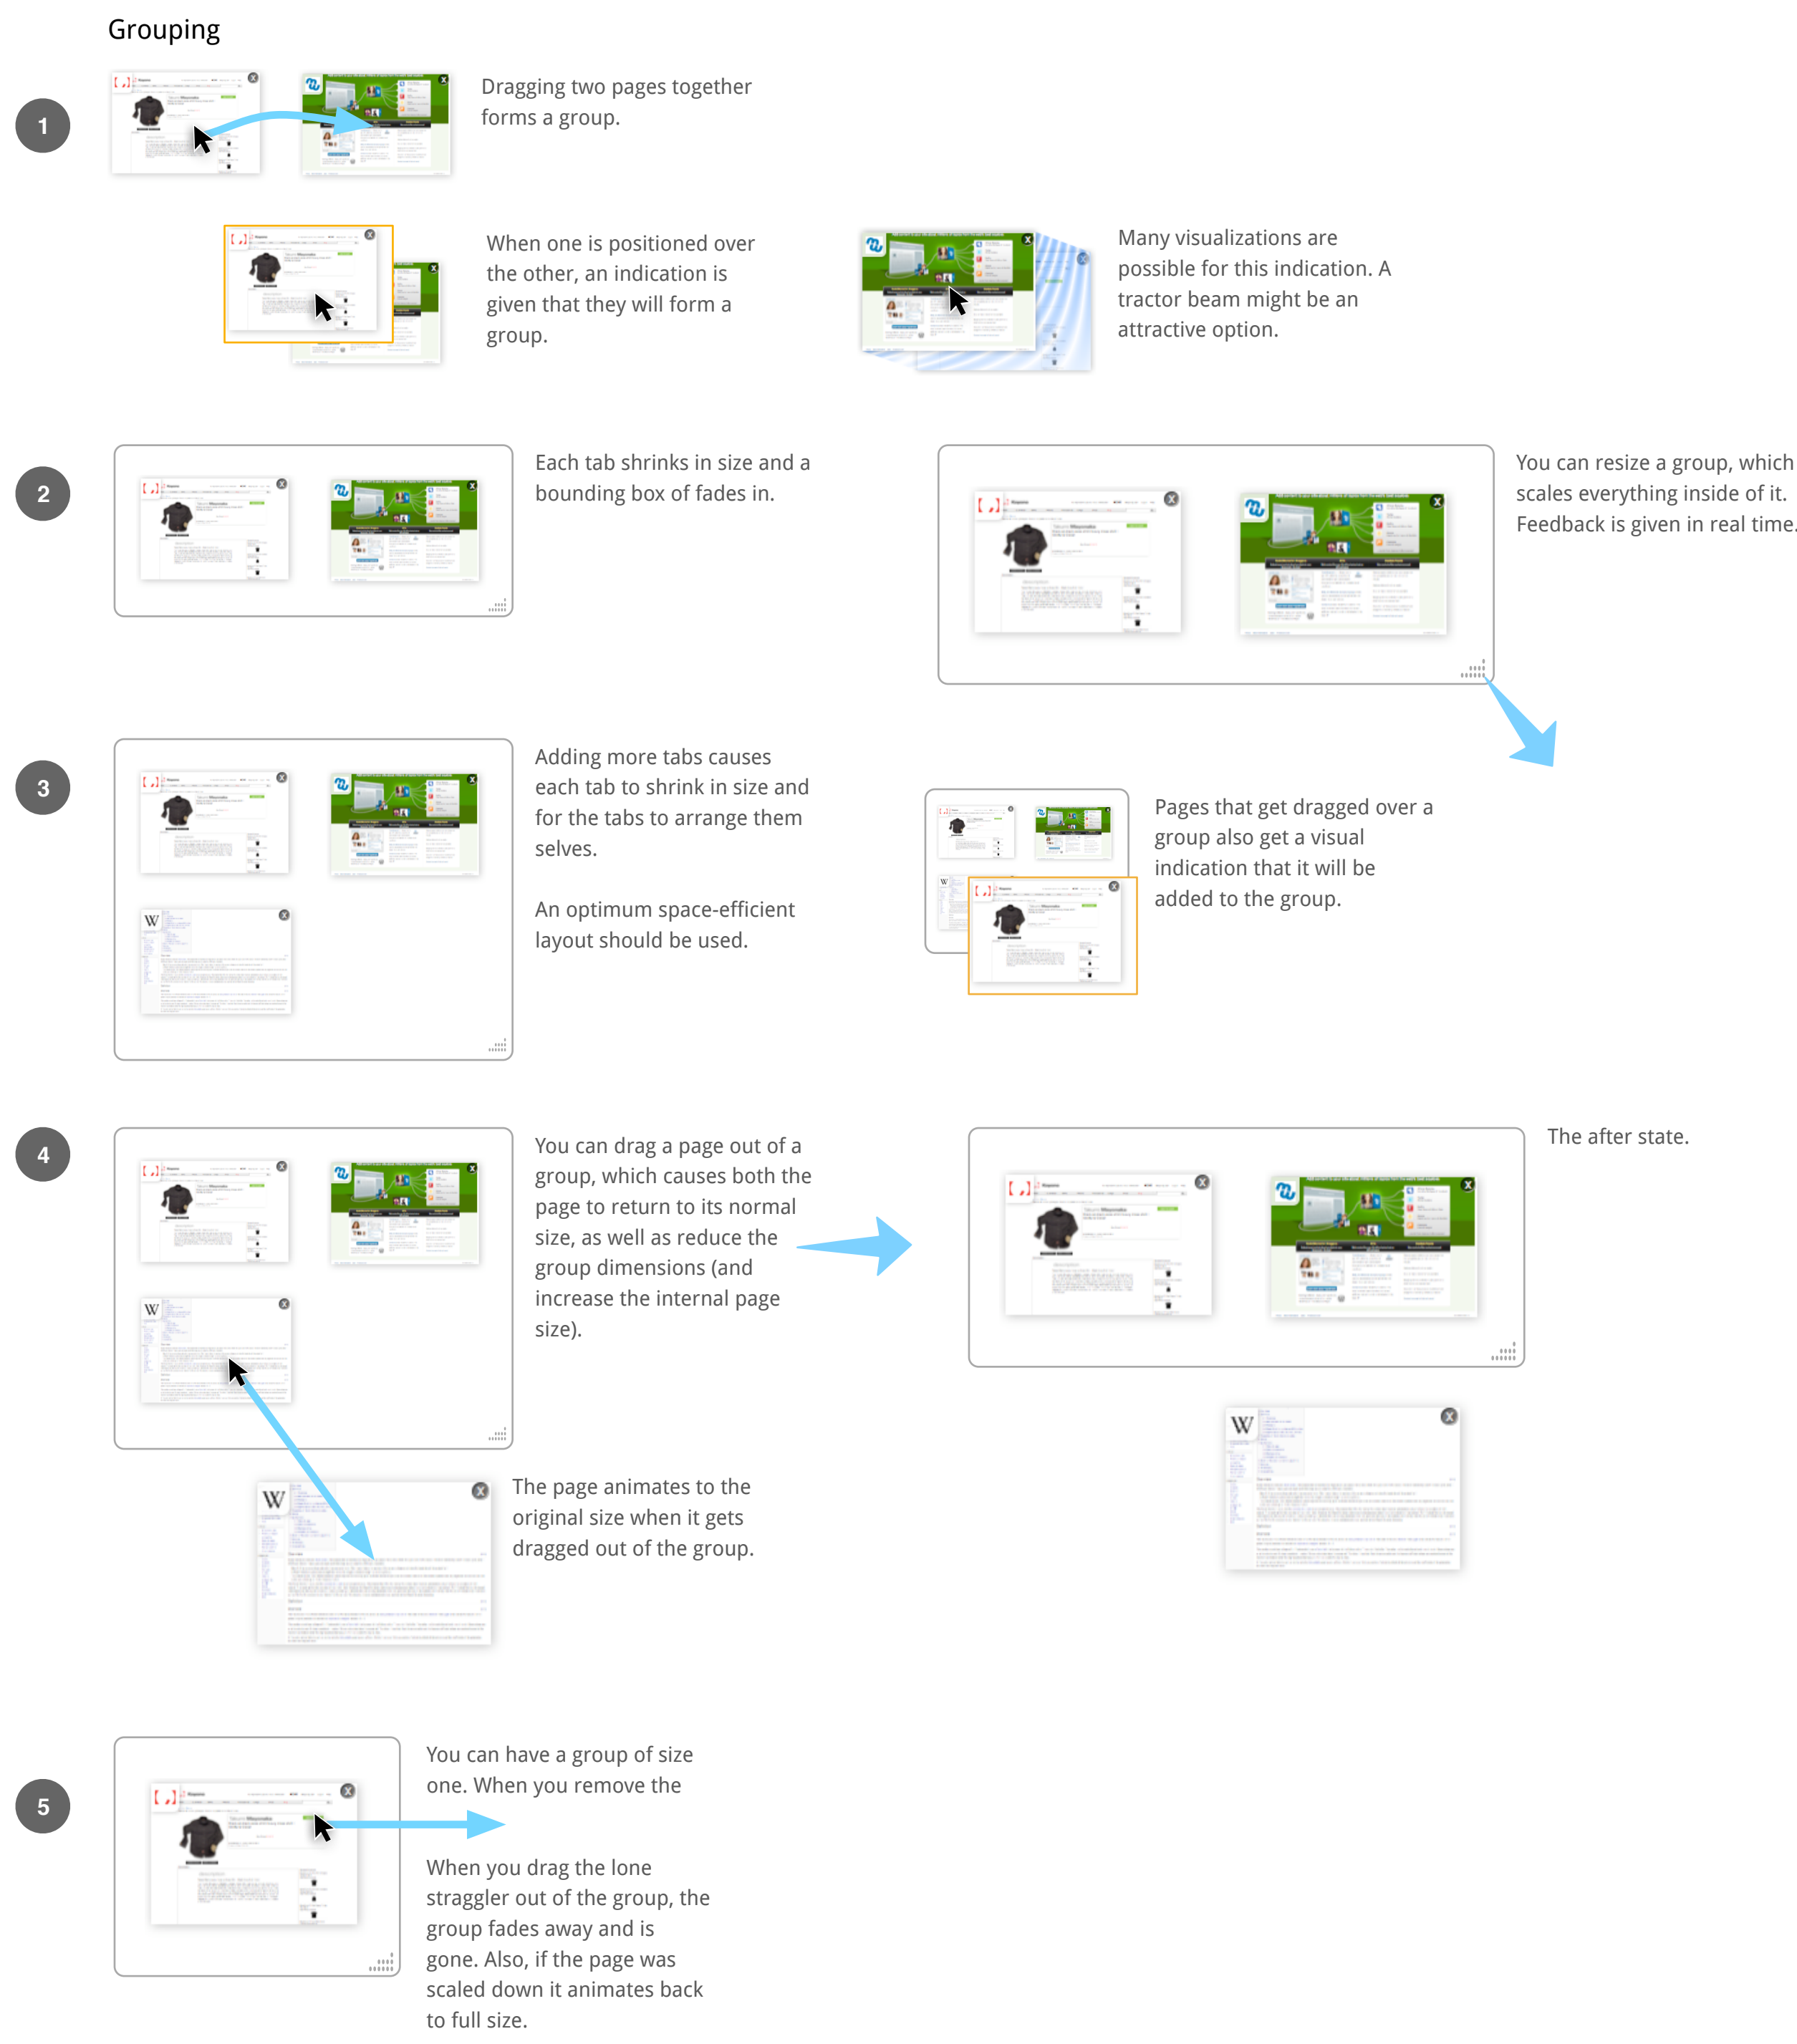 Grouping
1
Dragging two pages together
forms a group.
When one is positioned over
the other, an indication is
given that they will form a
group.
Many visualizations are
possible for this indication. A
tractor beam might be an
attractive option.
2
Each tab shrinks in size and a
bounding box of fades in.
You can resize a group, which
scales everything inside of it.
Feedback is given in real time.
3
Adding more tabs causes
each tab to shrink in size and
for the tabs to arrange them
selves.
An optimum space-efficient
layout should be used.
Pages that get dragged over a
group also get a visual
indication that it will be
added to the group.
4
You can drag a page out of a
group, which causes both the
page to return to its normal
size, as well as reduce the
group dimensions (and
increase the internal page
size).
The after state.
The page animates to the
original size when it gets
dragged out of the group.
5
You can have a group of size
one. When you remove the
When you drag the lone
straggler out of the group, the
group fades away and is
gone. Also, if the page was
scaled down it animates back
to full size.